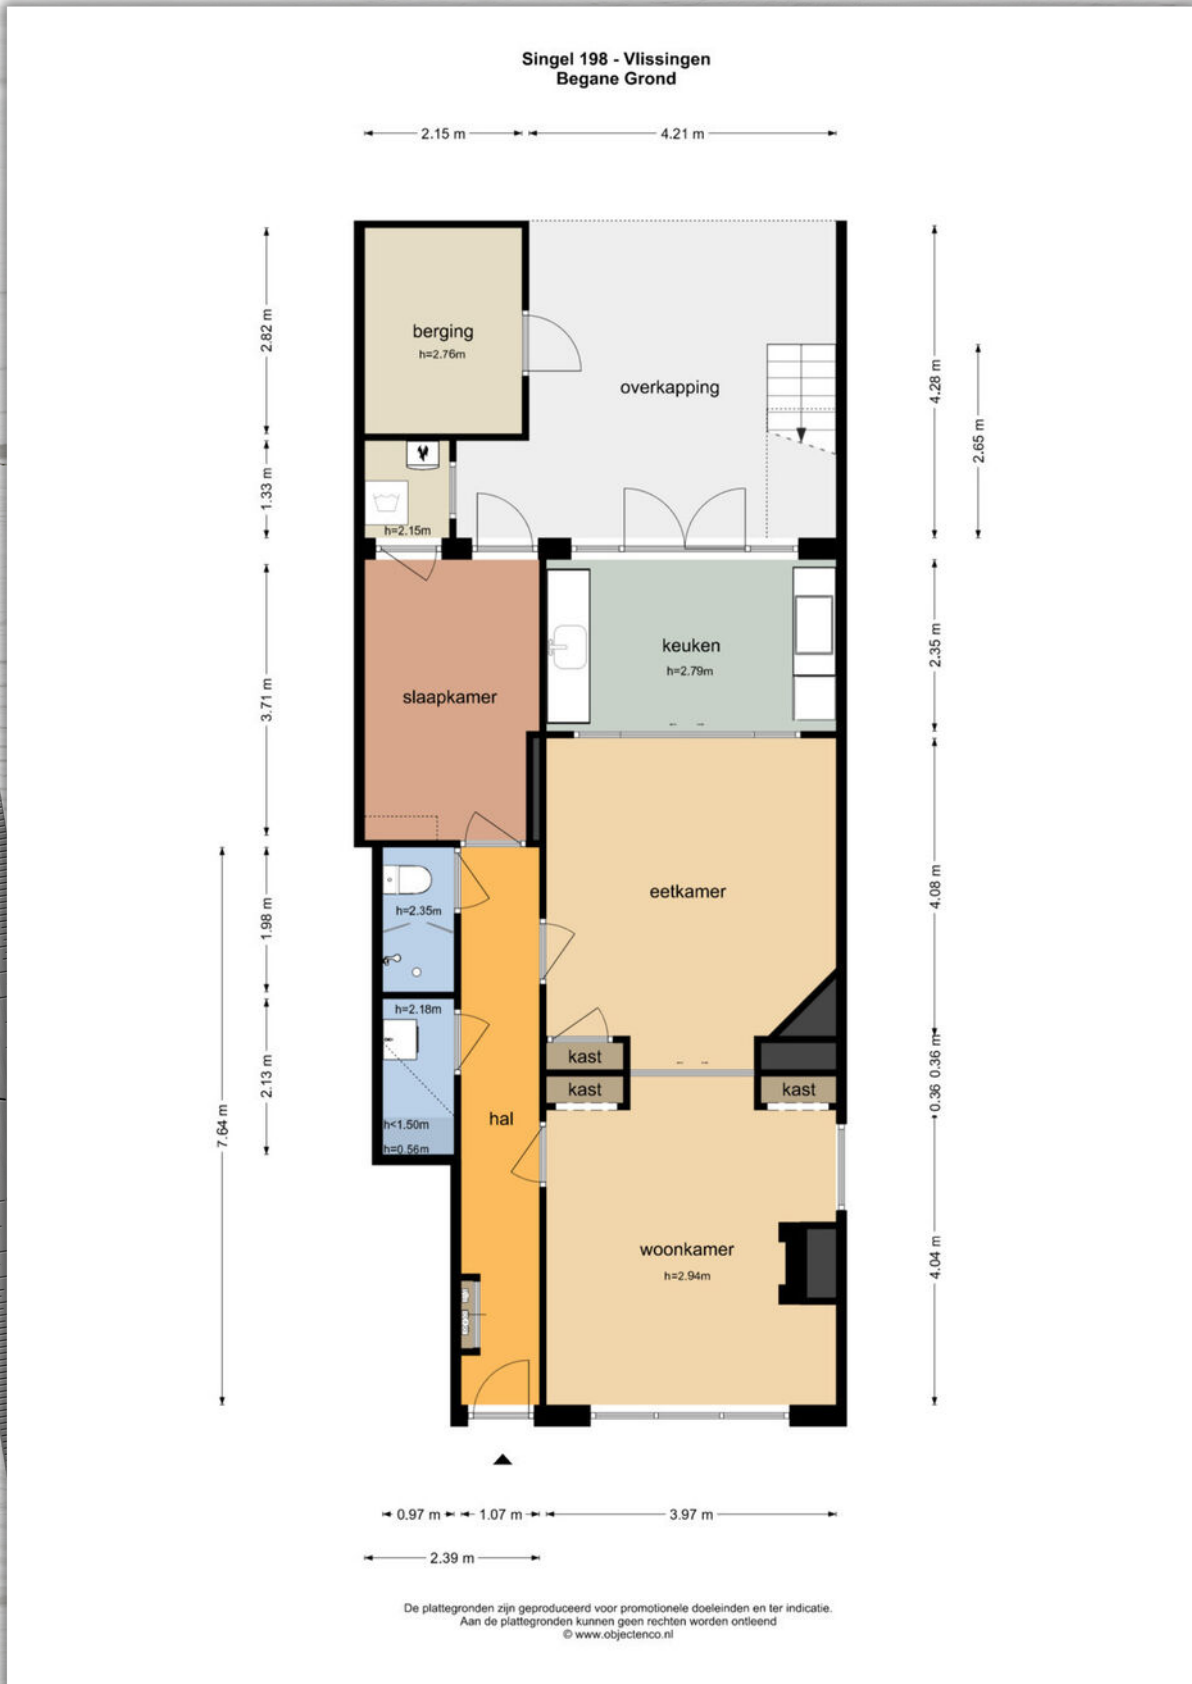 Singel 198 - Vlissingen
Begane Grond
2.15 m
4.21 m
2.82 m
berging
h=2.76m
overkapping
4.28 m
2.65 m
1.33 m
h=2.15m
keuken
h=2.79m
2.35 m
slaapkamer
3.71 m
eetkamer
4.08 m
h=2.35m
1.98 m
h=2.18m
2.13 m
h<1.50m
h=0.56m
7.64 m
hal
kast
kast
kast
0.36 m
0.36 m
woonkamer
h=2.94m
4.04 m
0.97 m
1.07 m
3.97 m
2.39 m
De plattegronden zijn geproduceerd voor promotionele doeleinden en ter indicatie.
Aan de plattegronden kunnen geen rechten worden ontleend
© www.objectenco.nl